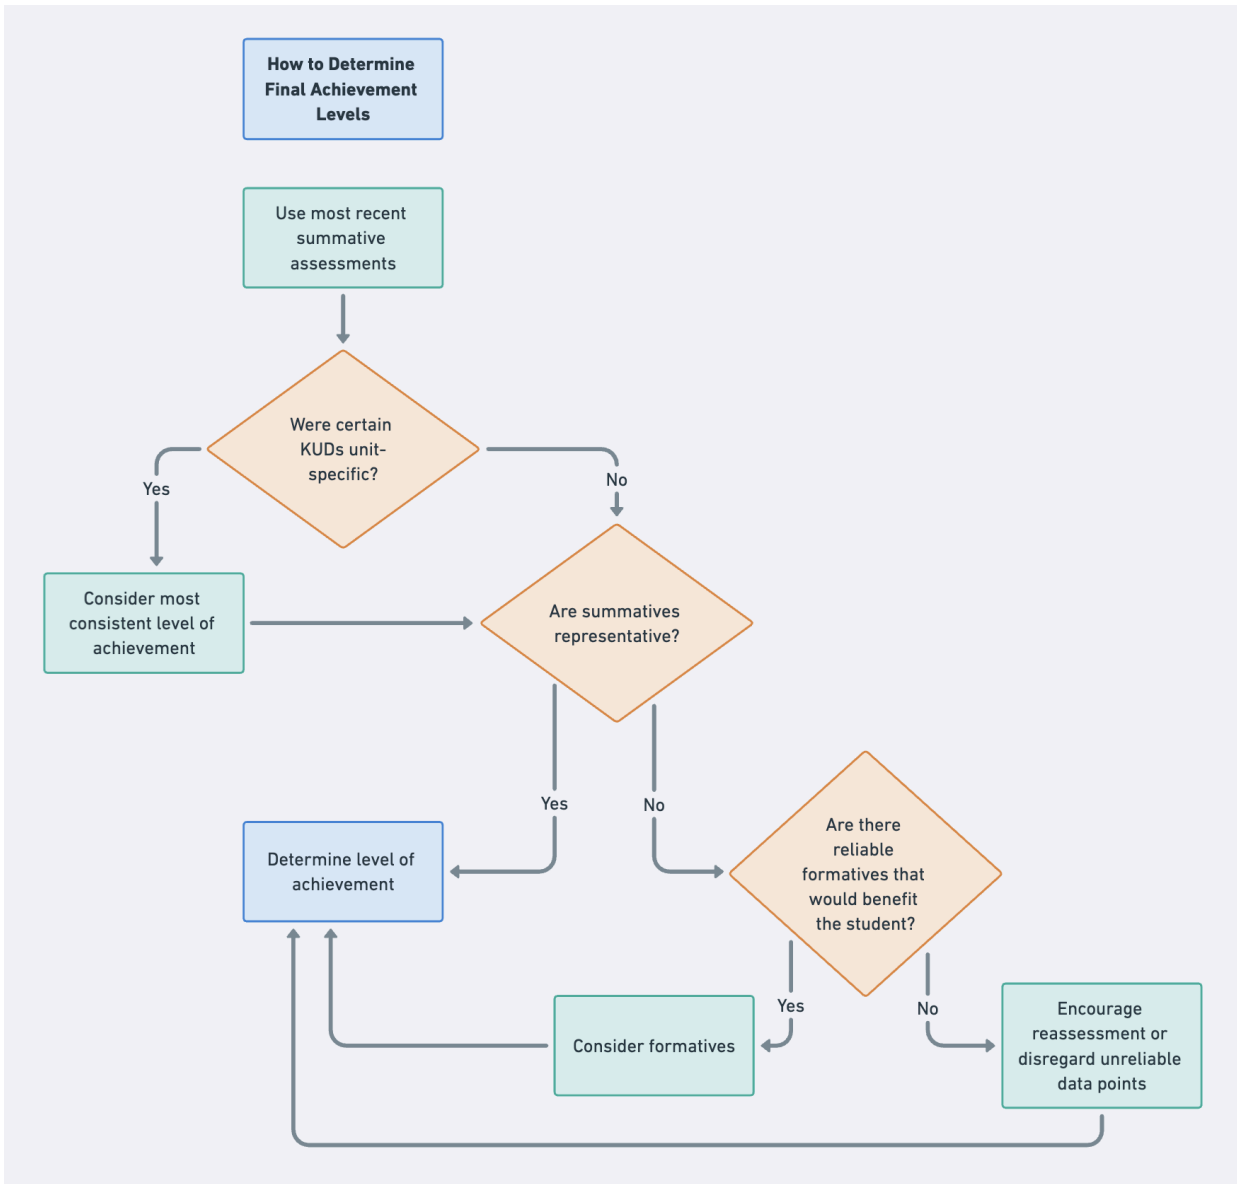 How to Determine
Final Achievement
Levels
Use most recent
summative
assessments
Were certain
KUDs unit-
specific?
Yes
No
Consider most
consistent level of
achievement
Are summatives
representative?
Yes
No
Determine level of
achievement
Are there
reliable
formatives that
would benefit
the student?
Yes
No
Consider formatives
Encourage
reassessment or
disregard unreliable
data points